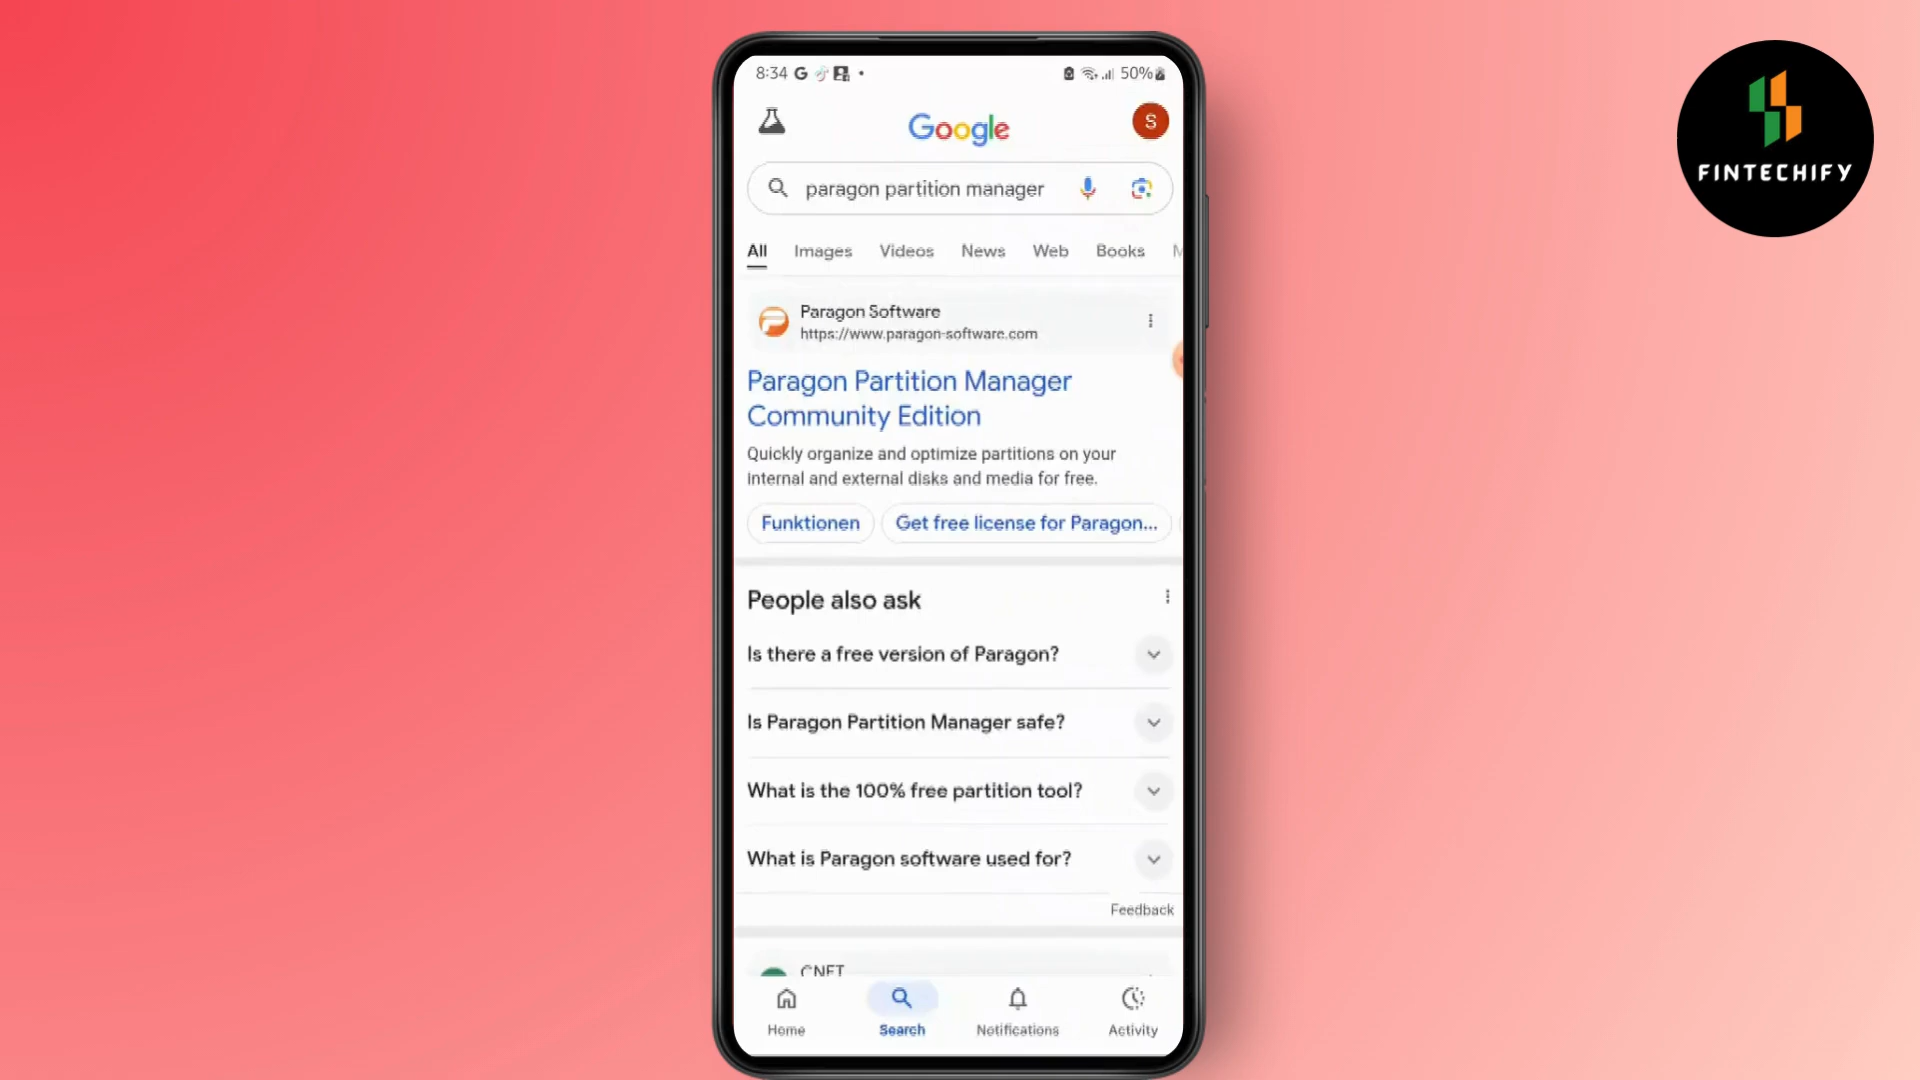 8:34 G
50%
FINTECHIFY
Google
S
paragon partition manager
All Images Videos News Web Books M
Paragon Software
https://www.paragon-software.com
Paragon Partition Manager
Community Edition
Quickly organize and optimize partitions on your
internal and external disks and media for free.
Funktionen Get free license for Paragon...
People also ask
Is there a free version of Paragon?
Is Paragon Partition Manager safe?
What is the 100% free partition tool?
What is Paragon software used for?
Feedback
CNET
Home Search Notifications Activity